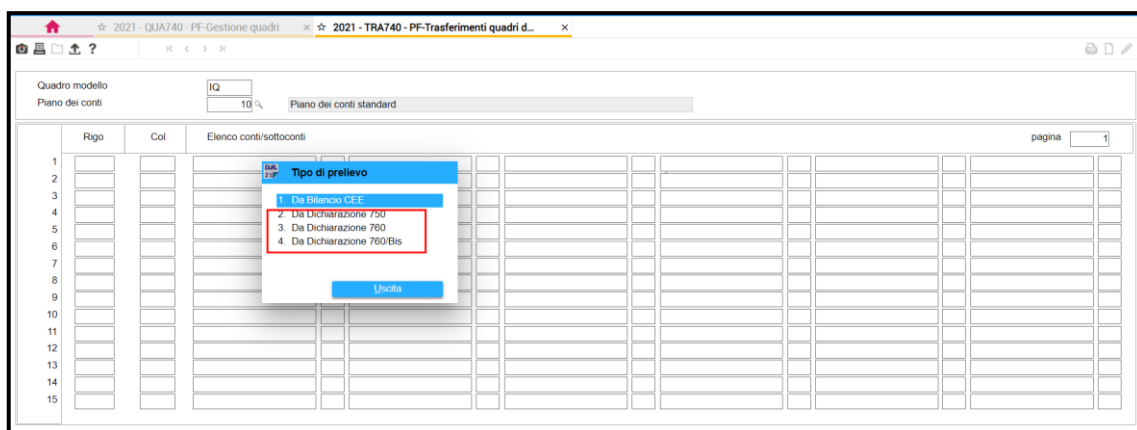 2021 - QUA740 - PF-Gestione quadri × 2021 - TRA740 - PF-Trasferimenti quadri d... ×
?
Quadro modello IQ
Piano dei conti 10 Piano dei conti standard
Rigo Col Elenco conti/sottoconti pagina 1
1
2
3
4
5
6
7
8
9
10
11
12
13
14
15
Tipo di prelievo
1. Da Bilancio CEE
2. Da Dichiarazione 750
3. Da Dichiarazione 760
4. Da Dichiarazione 760/Bis
Uscita